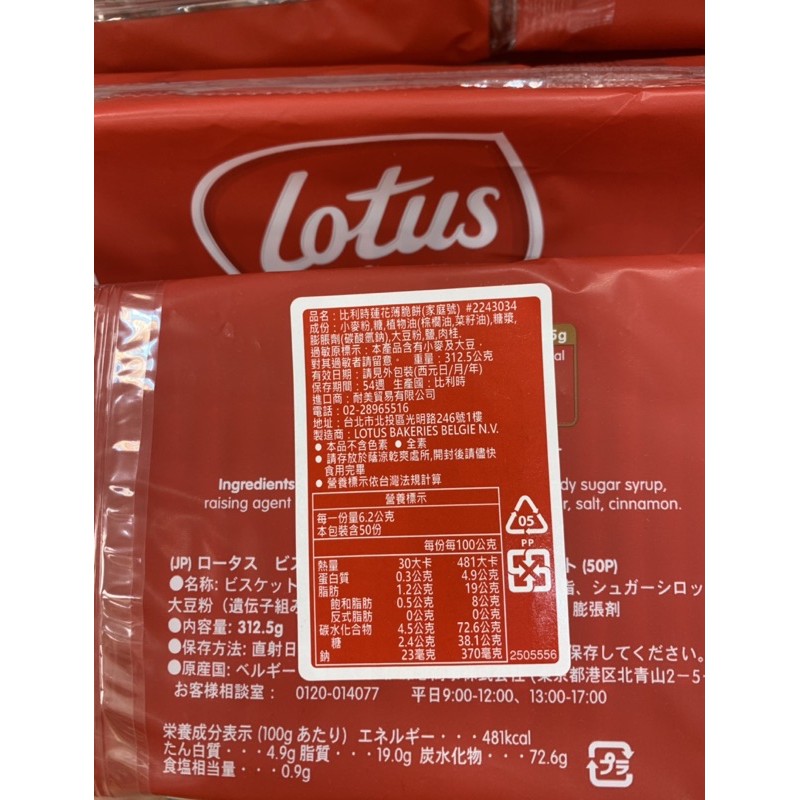 Lotus
品名：比利時蓮花薄脆餅(家庭號) #2243034
成份：小麥粉,糖,植物油(棕櫚油,菜籽油),糖漿,
膨脹劑(碳酸氫鈉),大豆粉,鹽,肉桂.
過敏原標示：本產品含有小麥及大豆，
對其過敏者請留意。 重量：312.5公克
有效日期：請見外包裝(西元日/月/年)
保存期間：54週 生產國：比利時
進口商：耐美貿易有限公司
電話：02-28965516
地址：台北市北投區光明路246號1樓
製造商：LOTUS BAKERIES BELGIE N.V.
● 本品不含色素 ● 全素
● 請存放於蔭涼乾爽處所,開封後請儘快
食用完畢
● 營養標示依台灣法規計算
營養標示
每一份量6.2公克
本包裝含50份
每份 每100公克
熱量 30大卡 481大卡
蛋白質 0.3公克 4.9公克
脂肪 1.2公克 19公克
飽和脂肪 0.5公克 8公克
反式脂肪 0公克 0公克
碳水化合物 4.5公克 72.6公克
糖 2.4公克 38.1公克
鈉 23毫克 370毫克
05
PP
2505556
5g
al
Ingredients dy sugar syrup,
raising agent r, salt, cinnamon.
(JP) ロータス ビス ト (50P)
●名称: ビスケット 脂、シュガーシロッ
大豆粉（遺伝子組み 膨張剤
●内容量: 312.5g
●保存方法: 直射日 保存してください。
●原産国: ベルギー 株式会社 (東京都港区北青山2-5-
お客様相談室： 0120-014077 平日9:00-12:00、13:00-17:00
栄養成分表示 (100g あたり) エネルギー・・・481kcal
たん白質・・・4.9g 脂質・・・19.0g 炭水化物・・・72.6g
食塩相当量・・・0.9g
プラ